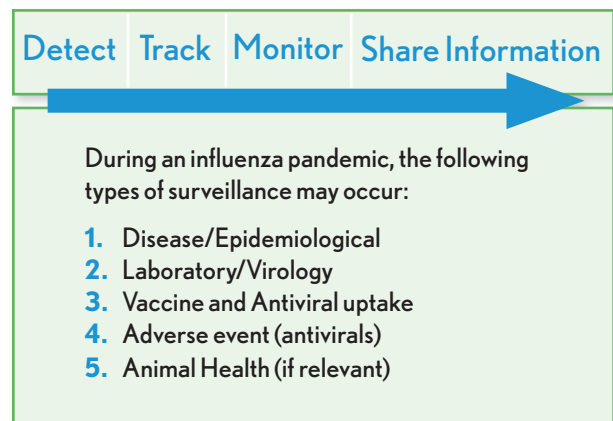 Detect Track Monitor Share Information
During an influenza pandemic, the following
types of surveillance may occur:
1. Disease/Epidemiological
2. Laboratory/Virology
3. Vaccine and Antiviral uptake
4. Adverse event (antivirals)
5. Animal Health (if relevant)